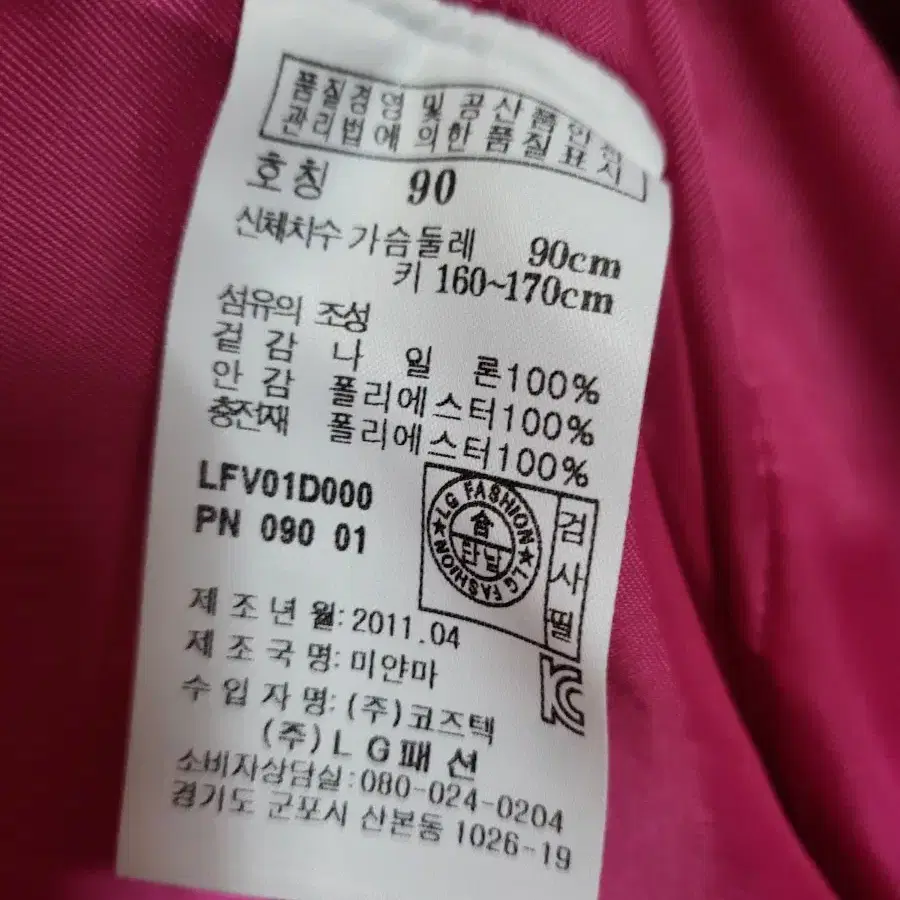 품질경영 및 공산품안전
관리법에 의한 품질표시
호칭 90
신체치수 가슴둘레 90cm
키 160~170cm
섬유의 조성
겉감 나일론100%
안감 폴리에스터100%
충전재 폴리에스터100%
LFV01D000
PN 090 01
LG FASHION ★ LG FASHION ★
검사필
제조년월: 2011.04
제조국명: 미얀마
수입자명: (주)코즈텍
(주)LG패션
소비자상담실: 080-024-0204
경기도 군포시 산본동 1026-19